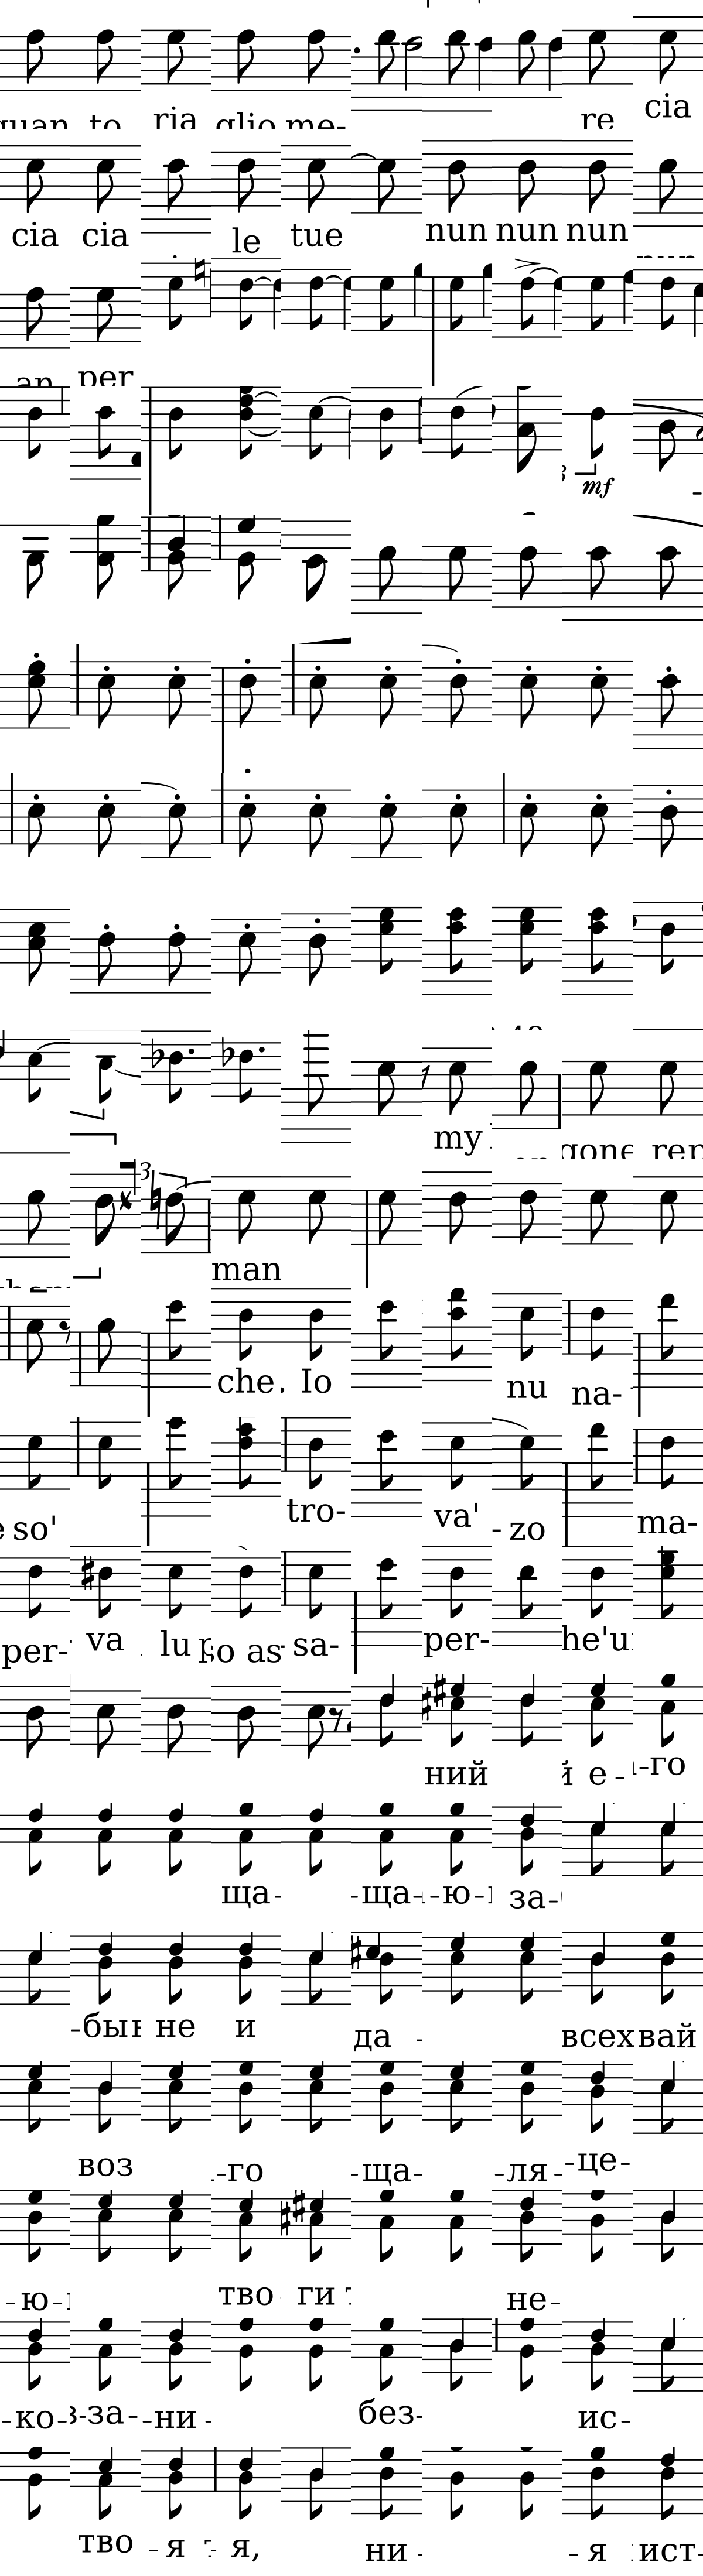 quan to ria glio me-
re cia
cia cia le tue nun nun nun
an per
mf
my
gone rep
3
man
che. Io nu na-
e so' tro- va' - zo ma-
per- va lu so as- sa- per- he'u
ний й е - -го
ща- -ща- -ю- за-
-бы не и да - всех вай
воз -го -ща- -ля- -це-
-ю- тво ги не-
-ко- -за- -ни - без- ис-
тво - я я, ни - я ист-